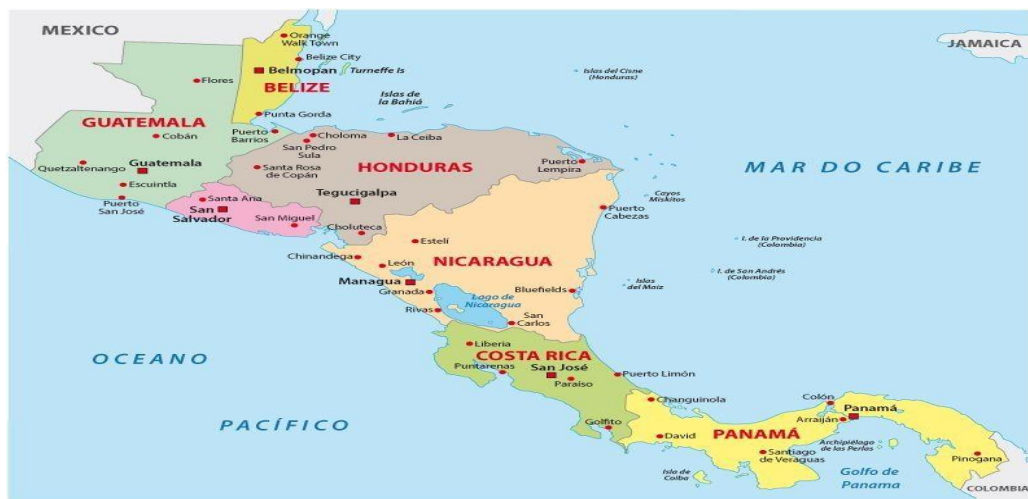 MEXICO
Orange
Walk Town
Belize City
Belmopan
Turneffe Is
BELIZE
Flores
Punta Gorda
GUATEMALA
Cobán
Puerto
Barrios
Quetzaltenango
Guatemala
Escuintla
Puerto
San José
JAMAICA
Islas del Cisne
(Honduras)
Islas de
la Bahiá
Choloma
La Ceiba
San Pedro
Sula
Santa Rosa
de Copán
HONDURAS
Puerto
Lempira
Tegucigalpa
Choluteca
Santa Ana
San
Salvador
San Miguel
MAR DO CARIBE
Cayos
Miskitos
Puerto
Cabezas
I. de la Providencia
(Colombia)
I. de San Andrés
(Colombia)
Islas
del Maiz
Estelí
Chinandega
León
NICARAGUA
Managua
Granada
Lago de
Nicaragua
Bluefields
Rivas
San
Carlos
OCEANO
PACÍFICO
Liberia
COSTA RICA
Puntarenas
San José
Paraíso
Puerto Limón
Golfito
Changuinola
Colón
Panamá
Arraiján
David
PANAMÁ
Archipiélago
de las Perlas
Santiago
de Veraguas
Isla de
Coiba
Golfo de
Panama
Pinogana
COLOMBIA